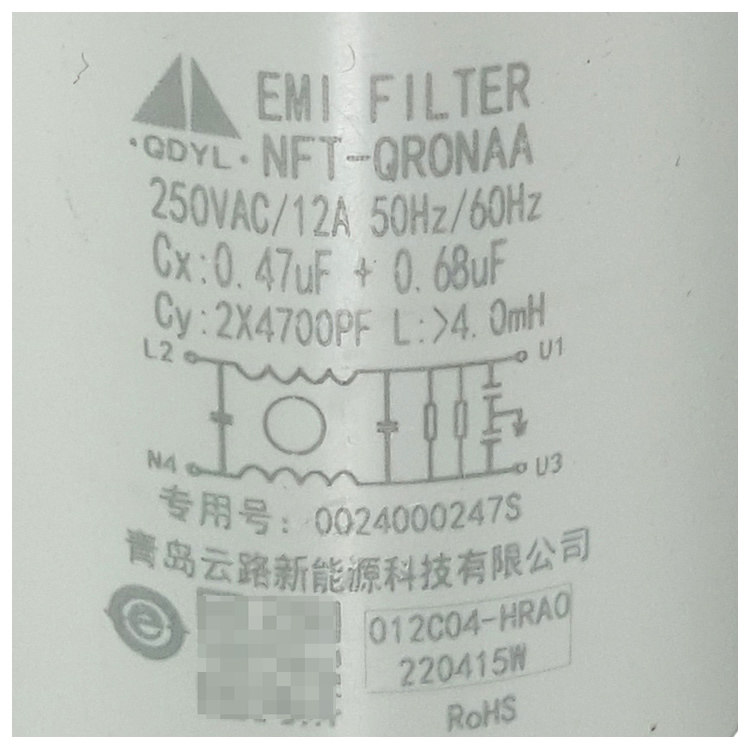 EMI FILTER
·QDYL· NFT-QRONAA
250VAC/12A 50Hz/60Hz
Cx:0.47uF + 0.68uF
Cy:2X4700PF L:>4.0mH
L2 U1
N4 U3
专用号: 0024000247S
青岛云路新能源科技有限公司
e
012C04-HRA0
220415W
RoHS